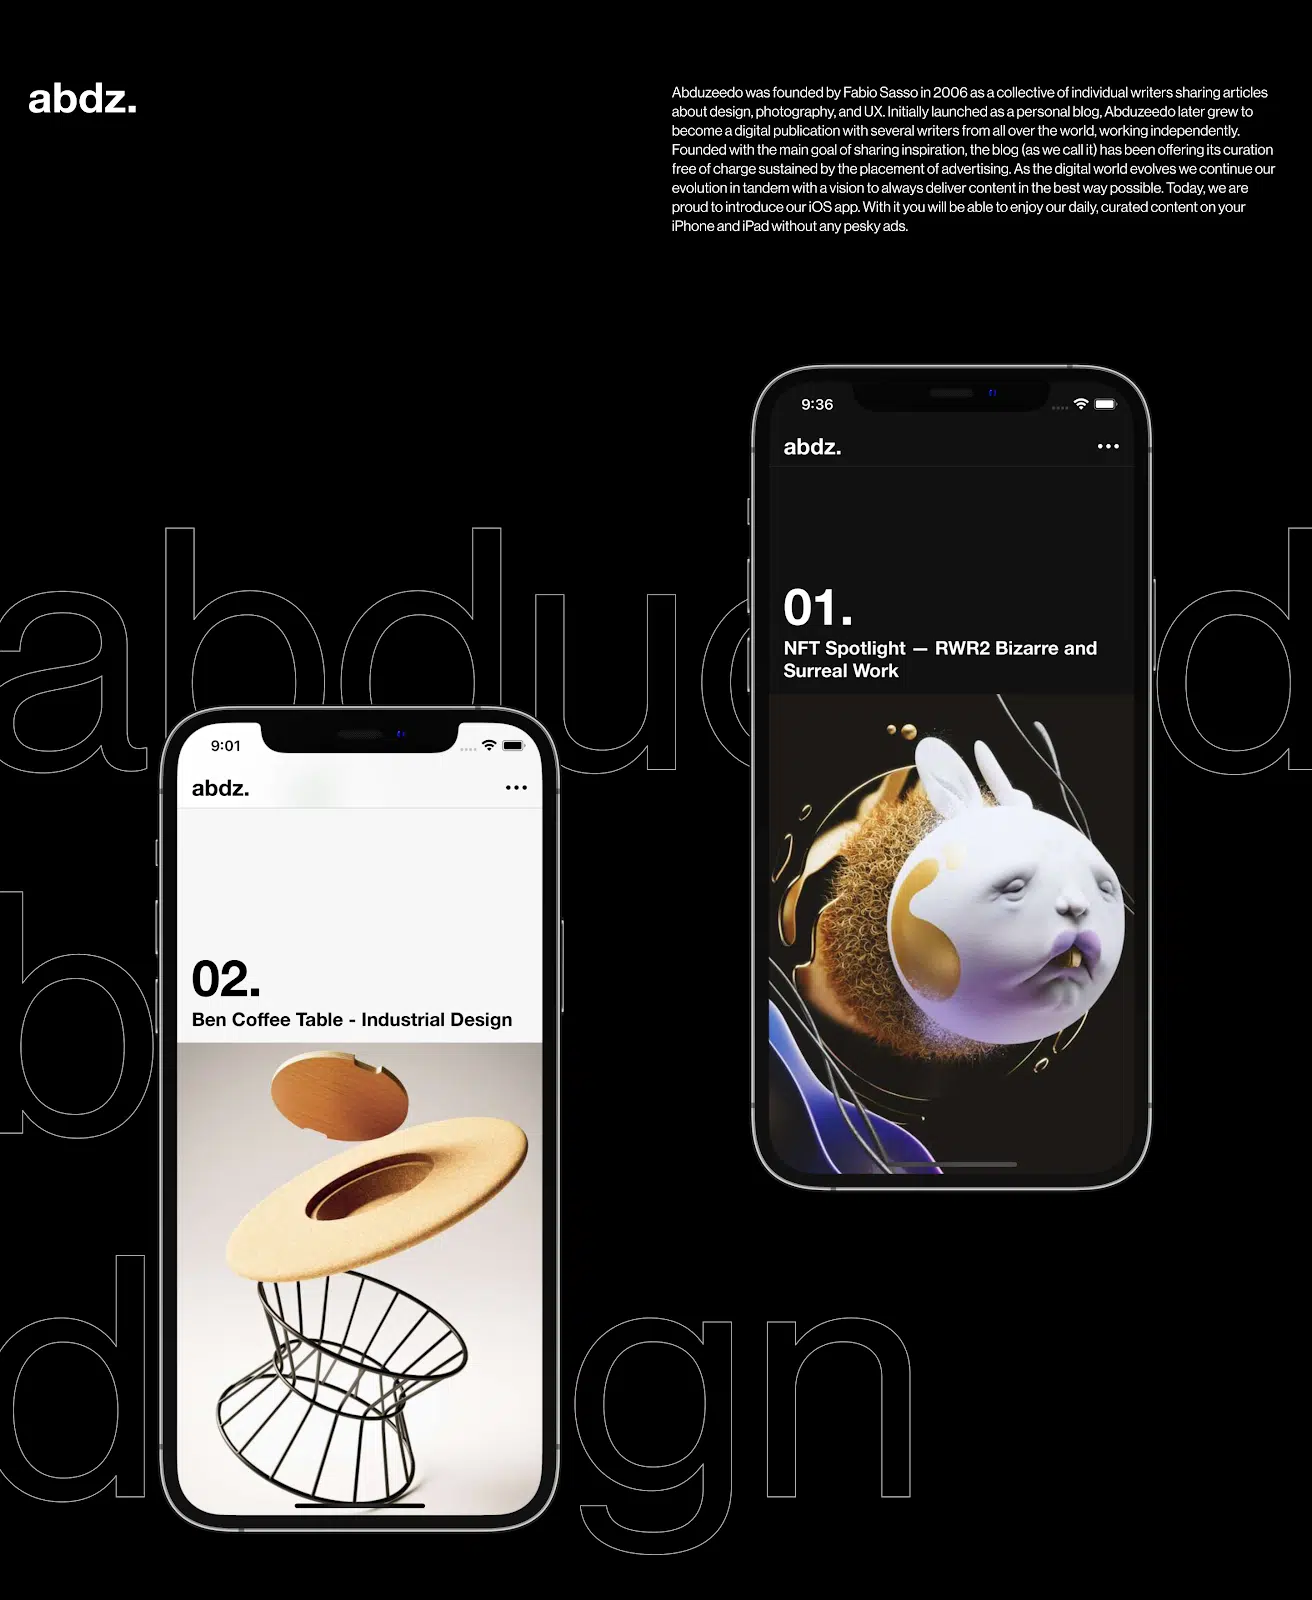 abdz.
Abduzeedo was founded by Fabio Sasso in 2006 as a collective of individual writers sharing articles
about design, photography, and UX. Initially launched as a personal blog, Abduzeedo later grew to
become a digital publication with several writers from all over the world, working independently.
Founded with the main goal of sharing inspiration, the blog (as we call it) has been offering its curation
free of charge sustained by the placement of advertising. As the digital world evolves we continue our
evolution in tandem with a vision to always deliver content in the best way possible. Today, we are
proud to introduce our iOS app. With it you will be able to enjoy our daily, curated content on your
iPhone and iPad without any pesky ads.
9:36
abdz.
01.
NFT Spotlight — RWR2 Bizarre and
Surreal Work
9:01
abdz.
02.
Ben Coffee Table - Industrial Design